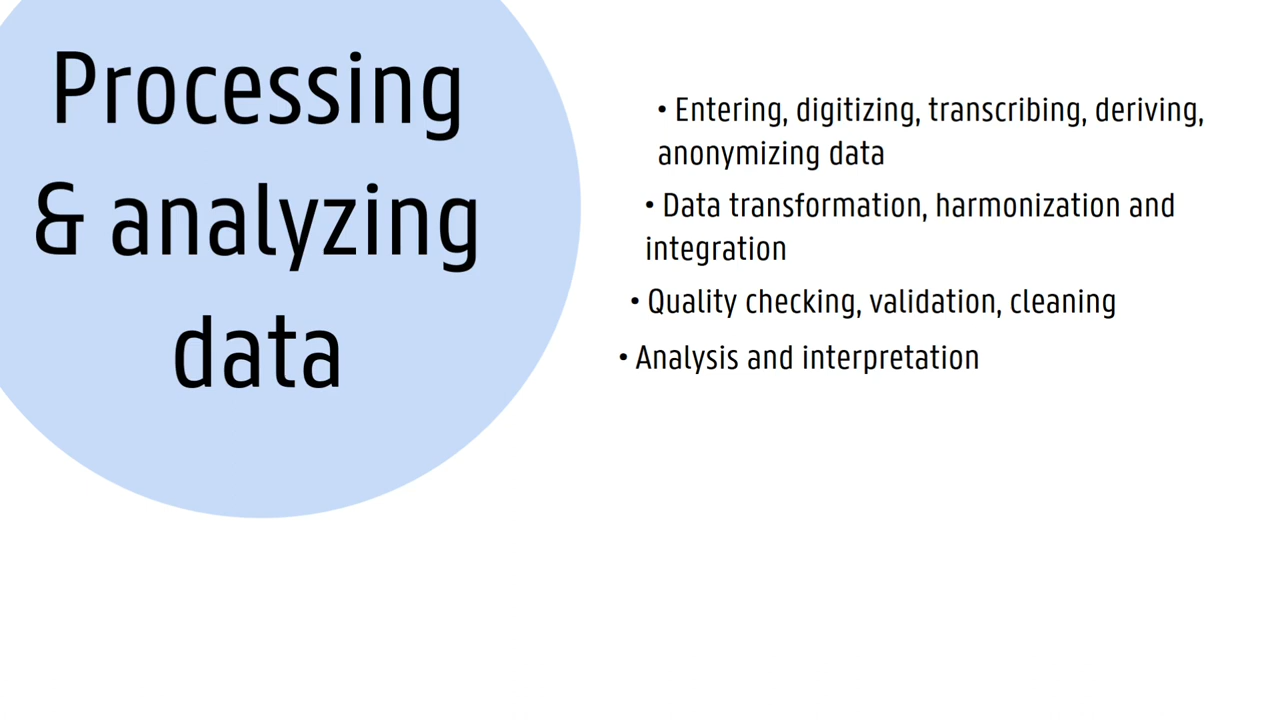 Processing
& analyzing
data
• Entering, digitizing, transcribing, deriving,
anonymizing data
• Data transformation, harmonization and
integration
• Quality checking, validation, cleaning
• Analysis and interpretation